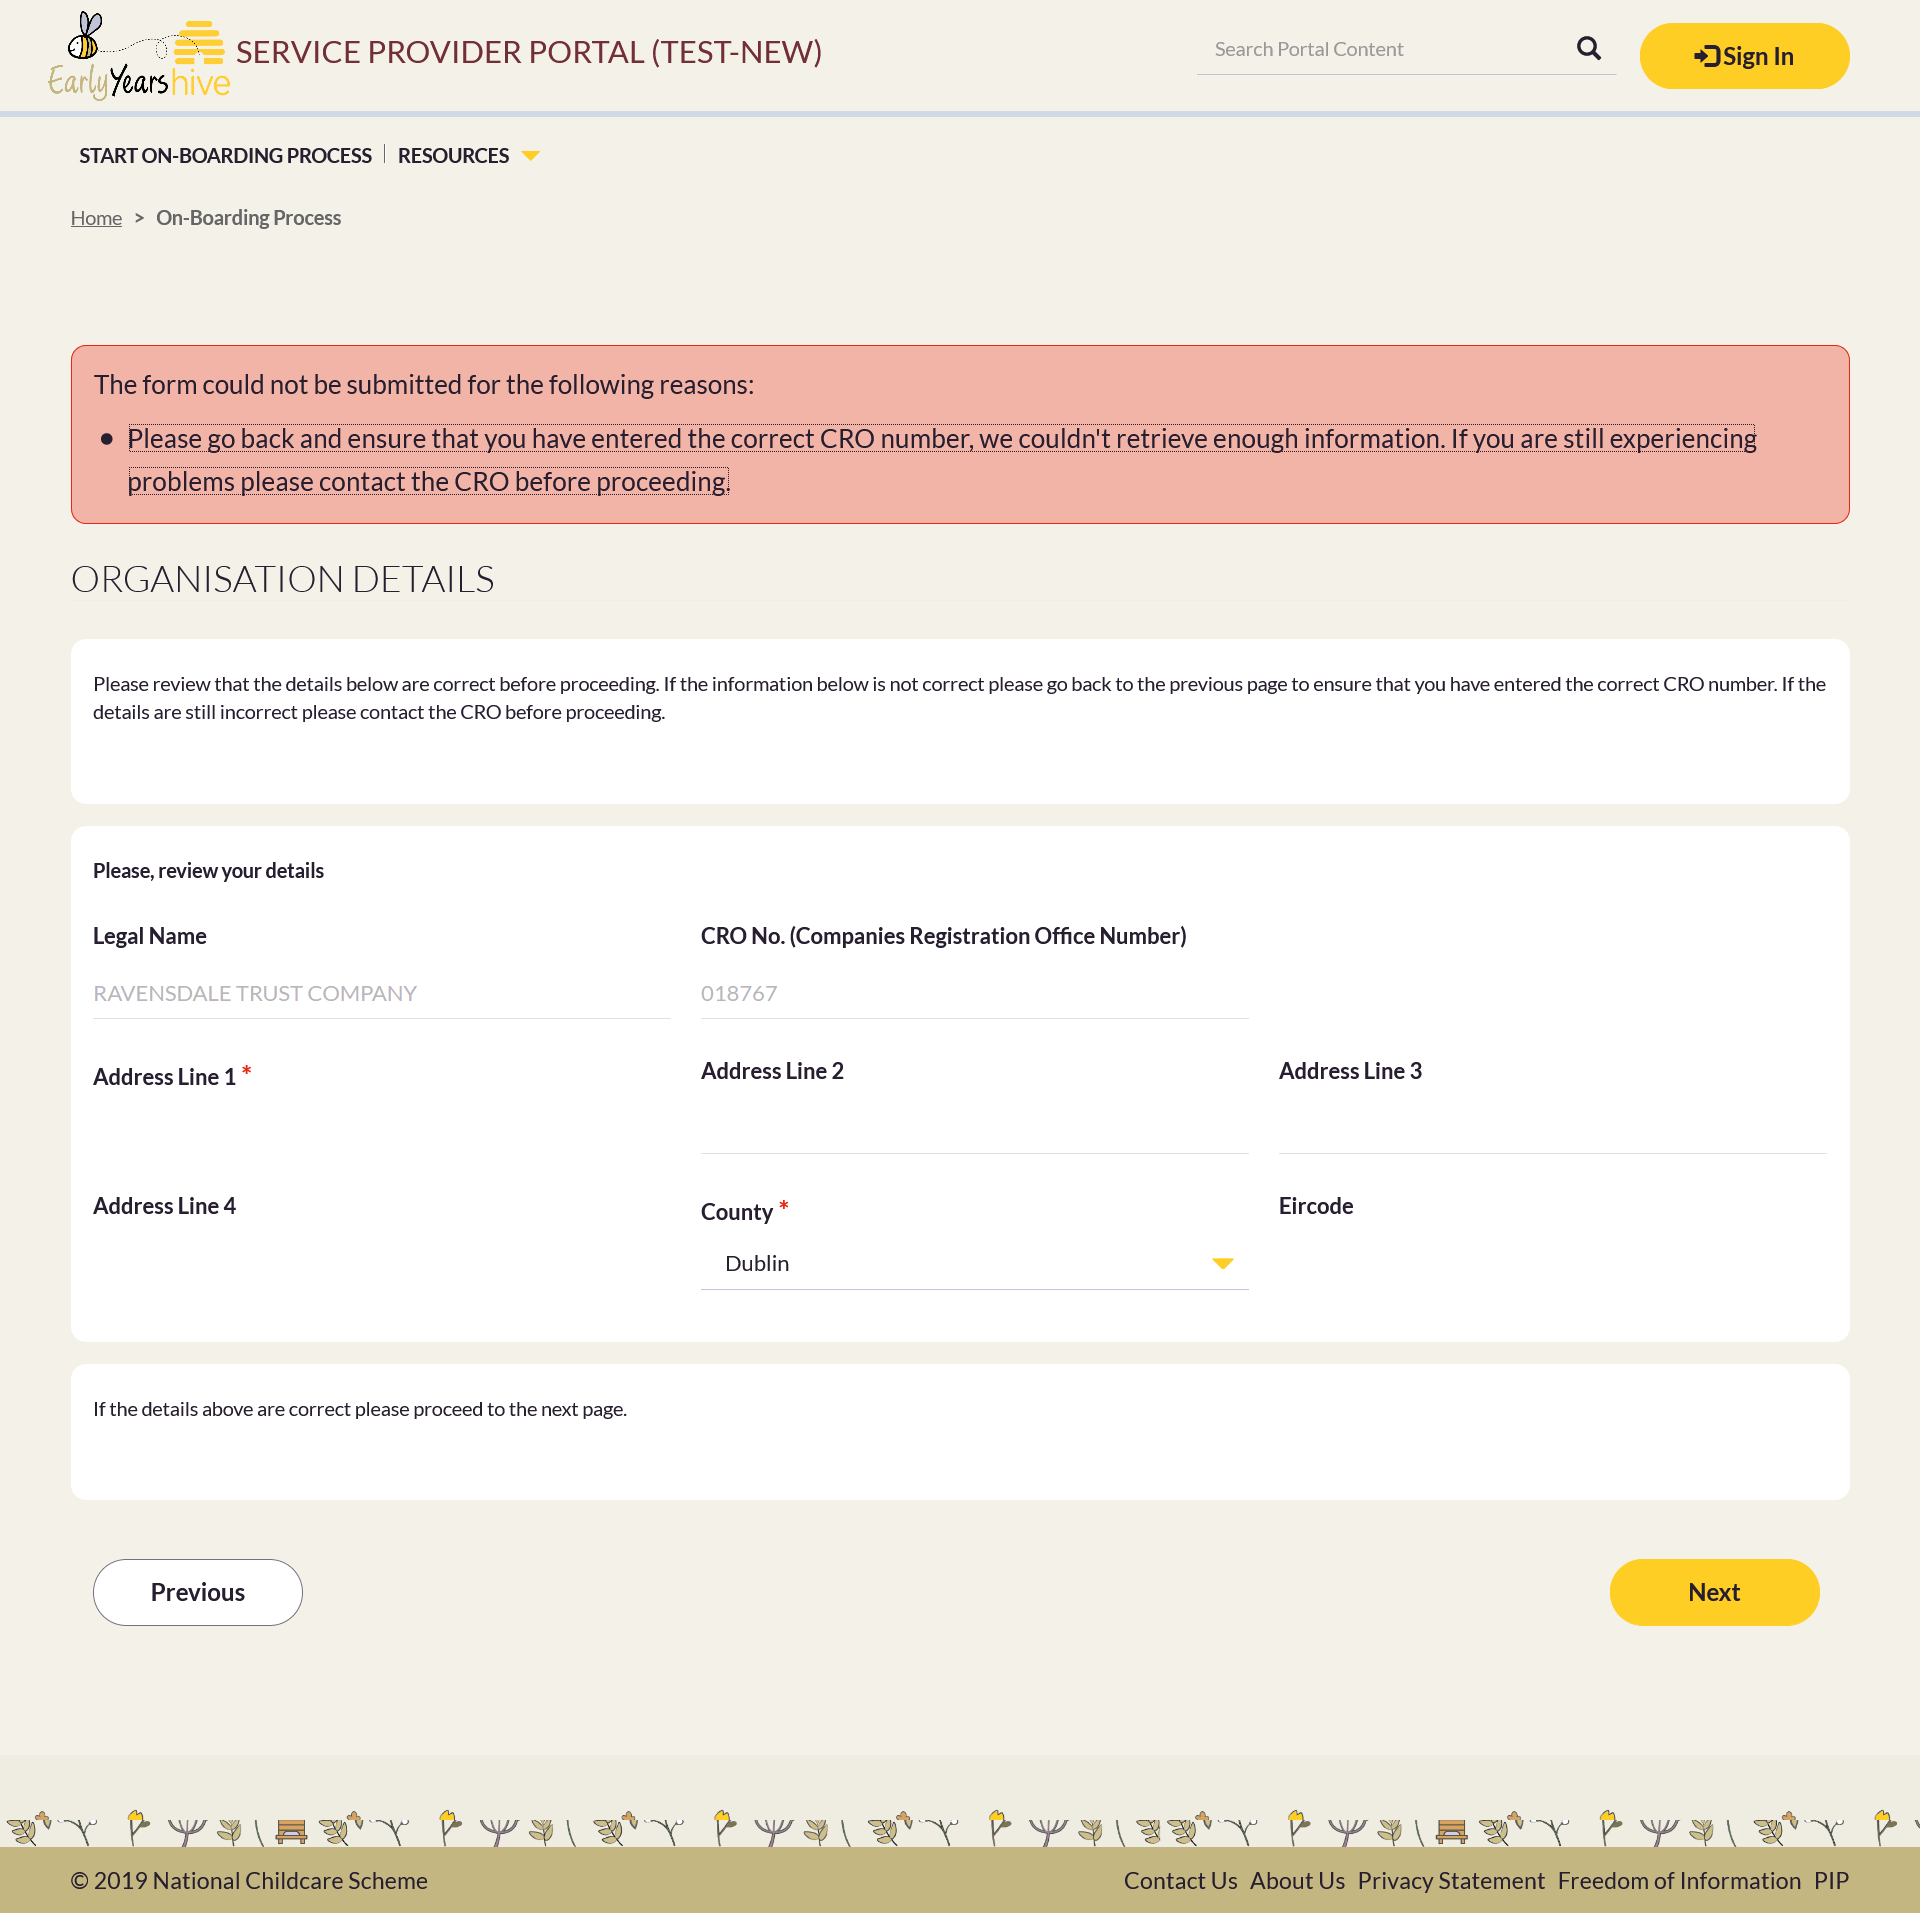 Early Years hive
SERVICE PROVIDER PORTAL (TEST-NEW)
Search Portal Content
Sign In
START ON-BOARDING PROCESS
RESOURCES
Home > On-Boarding Process
The form could not be submitted for the following reasons:
Please go back and ensure that you have entered the correct CRO number, we couldn't retrieve enough information. If you are still experiencing
problems please contact the CRO before proceeding.
ORGANISATION DETAILS
Please review that the details below are correct before proceeding. If the information below is not correct please go back to the previous page to ensure that you have entered the correct CRO number. If the
details are still incorrect please contact the CRO before proceeding.
Please, review your details
Legal Name
CRO No. (Companies Registration Office Number)
RAVENSDALE TRUST COMPANY
018767
Address Line 1 *
Address Line 2
Address Line 3
Address Line 4
County *
Eircode
Dublin
If the details above are correct please proceed to the next page.
Previous
Next
© 2019 National Childcare Scheme
Contact Us About Us Privacy Statement Freedom of Information PIP